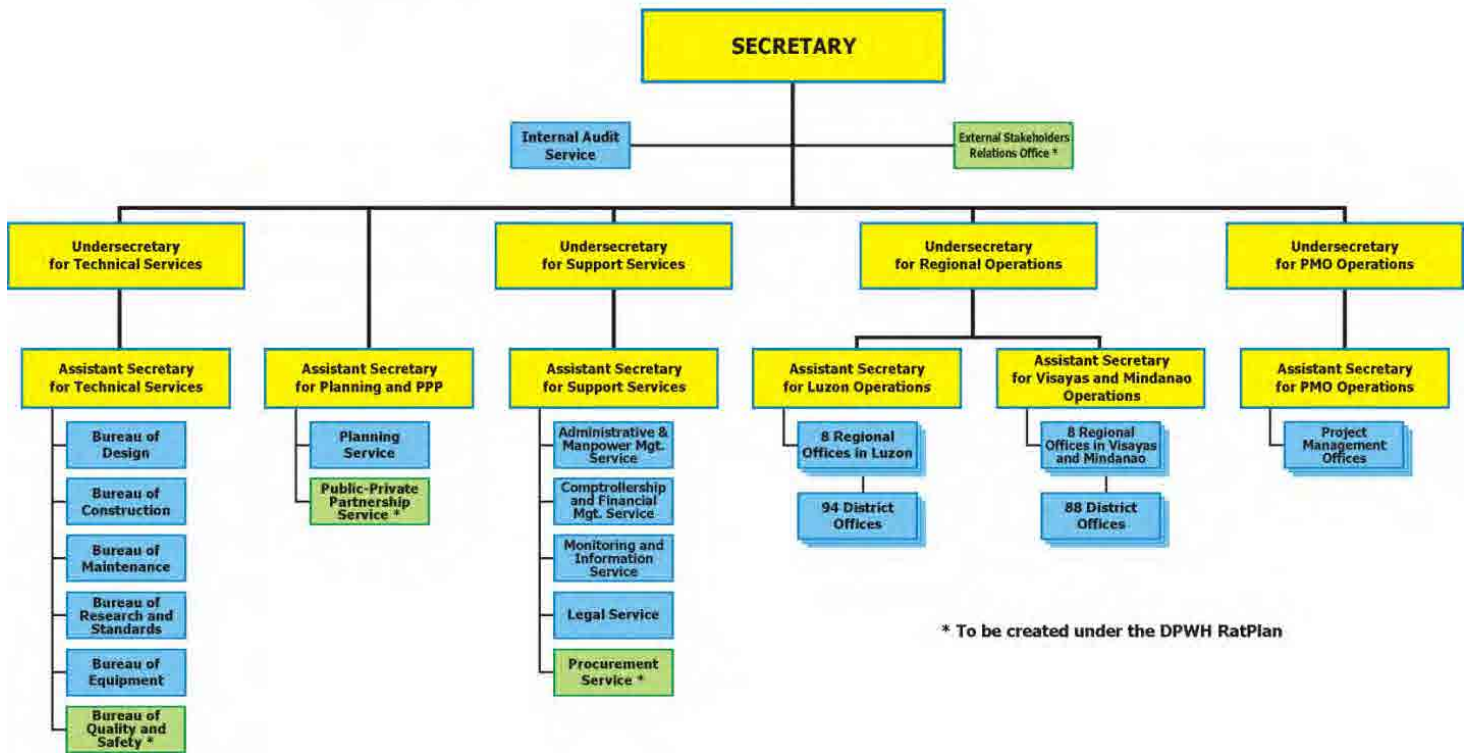 SECRETARY
Internal Audit
Service
External Stakeholders
Relations Office *
Undersecretary
for Technical Services
Undersecretary
for Support Services
Undersecretary
for Regional Operations
Undersecretary
for PMO Operations
Assistant Secretary
for Technical Services
Assistant Secretary
for Planning and PPP
Assistant Secretary
for Support Services
Assistant Secretary
for Luzon Operations
Assistant Secretary
for Visayas and Mindanao
Operations
Assistant Secretary
for PMO Operations
Bureau of
Design
Bureau of
Construction
Bureau of
Maintenance
Bureau of
Research and
Standards
Bureau of
Equipment
Bureau of
Quality and
Safety *
Planning
Service
Public-Private
Partnership
Service *
Administrative &
Manpower Mgt.
Service
Comptrollership
and Financial
Mgt. Service
Monitoring and
Information
Service
Legal Service
Procurement
Service *
8 Regional
Offices in Luzon
94 District
Offices
8 Regional
Offices in Visayas
and Mindanao
88 District
Offices
Project
Management
Offices
* To be created under the DPWH RatPlan